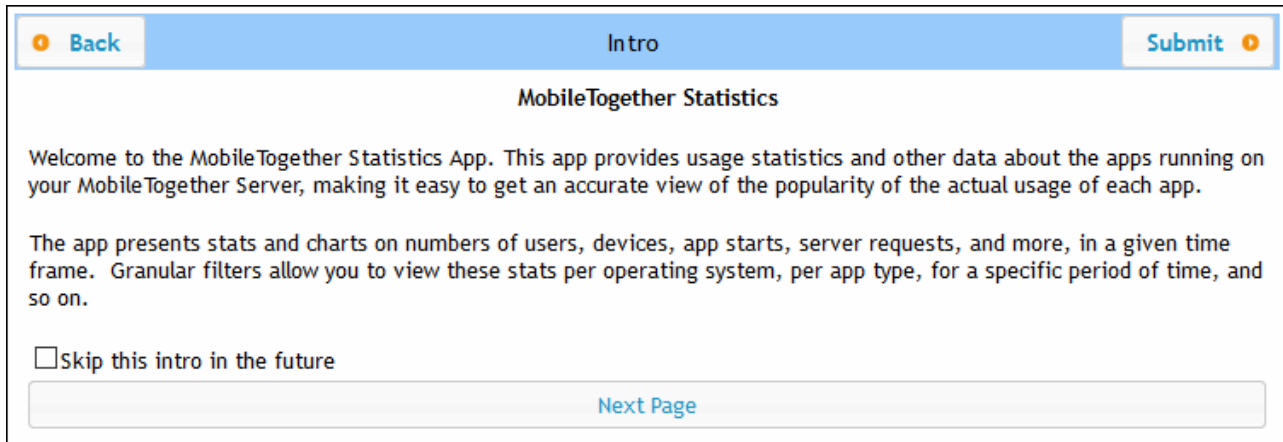 Back
Intro
Submit
MobileTogether Statistics
Welcome to the MobileTogether Statistics App. This app provides usage statistics and other data about the apps running on
your MobileTogether Server, making it easy to get an accurate view of the popularity of the actual usage of each app.
The app presents stats and charts on numbers of users, devices, app starts, server requests, and more, in a given time
frame.  Granular filters allow you to view these stats per operating system, per app type, for a specific period of time, and
so on.
Skip this intro in the future
Next Page